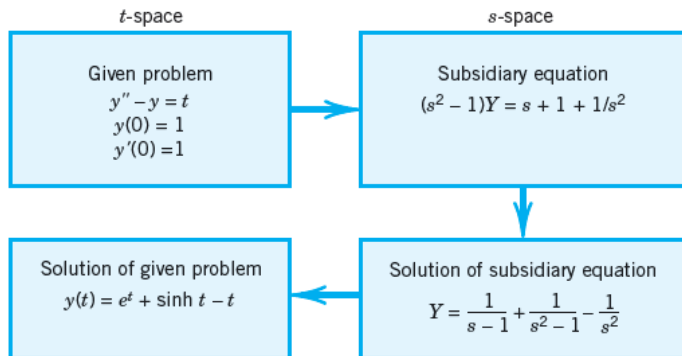 t-space
s-space
Given problem
y″ – y = t
y(0) = 1
y′(0) =1
Subsidiary equation
(s² – 1)Y = s + 1 + 1/s²
Solution of given problem
y(t) = eᵗ + sinh t – t
Solution of subsidiary equation
Y = 1/(s – 1) + 1/(s² – 1) – 1/s²